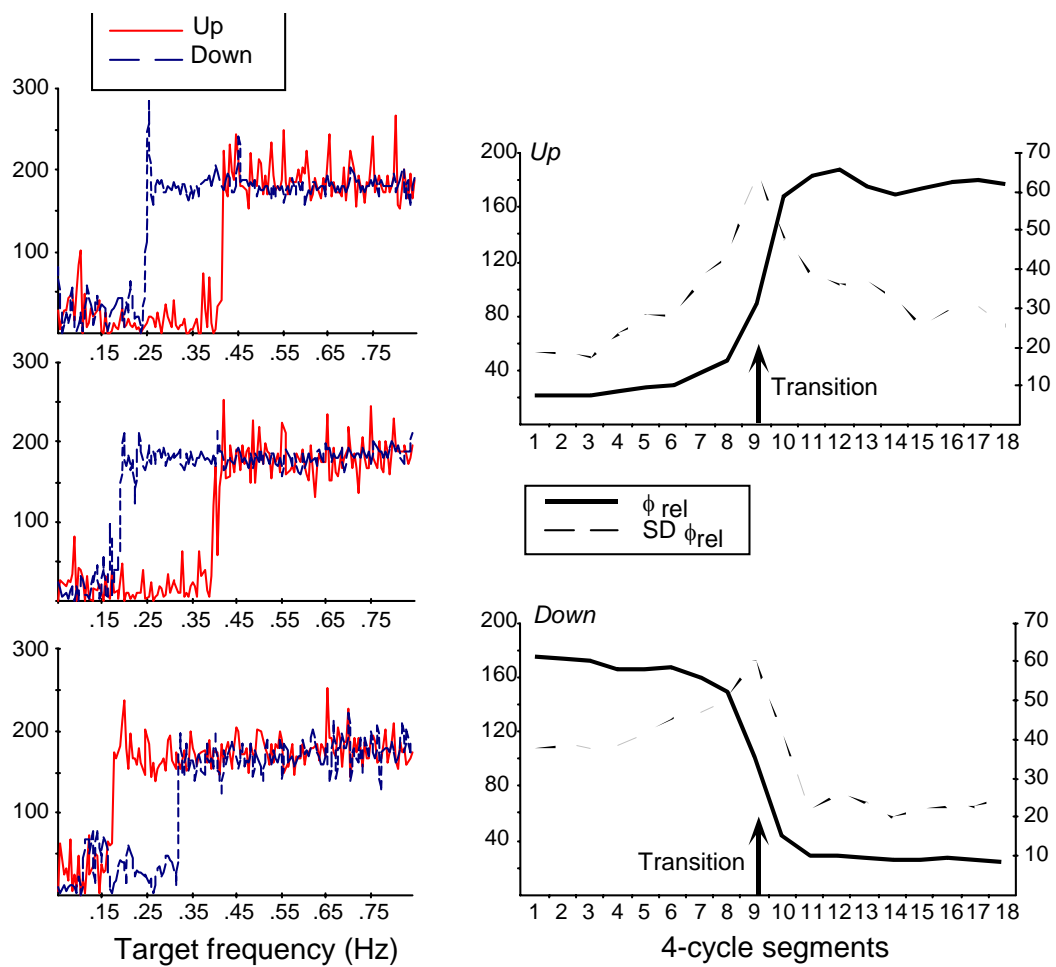 Up
Down
300
200
100
.15 .25 .35 .45 .55 .65 .75
300
200
100
.15 .25 .35 .45 .55 .65 .75
300
200
100
.15 .25 .35 .45 .55 .65 .75
Target frequency (Hz)
Up
200
160
120
80
40
70
60
50
40
30
20
10
Transition
1 2 3 4 5 6 7 8 9 10 11 12 13 14 15 16 17 18
ϕ rel
SD ϕrel
Down
200
160
120
80
40
70
60
50
40
30
20
10
Transition
1 2 3 4 5 6 7 8 9 10 11 12 13 14 15 16 17 18
4-cycle segments